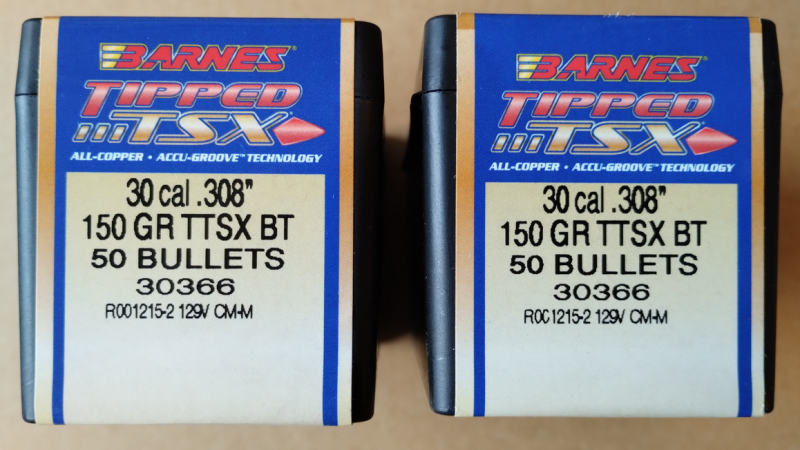 BARNES
TIPPED
TSX
ALL-COPPER • ACCU-GROOVE™ TECHNOLOGY
30 cal .308"
150 GR TTSX BT
50 BULLETS
30366
R001215-2 129V CM-M
BARNES
TIPPED
TSX
ALL-COPPER • ACCU-GROOVE™ TECHNOLOGY
30 cal .308"
150 GR TTSX BT
50 BULLETS
30366
R001215-2 129V CM-M